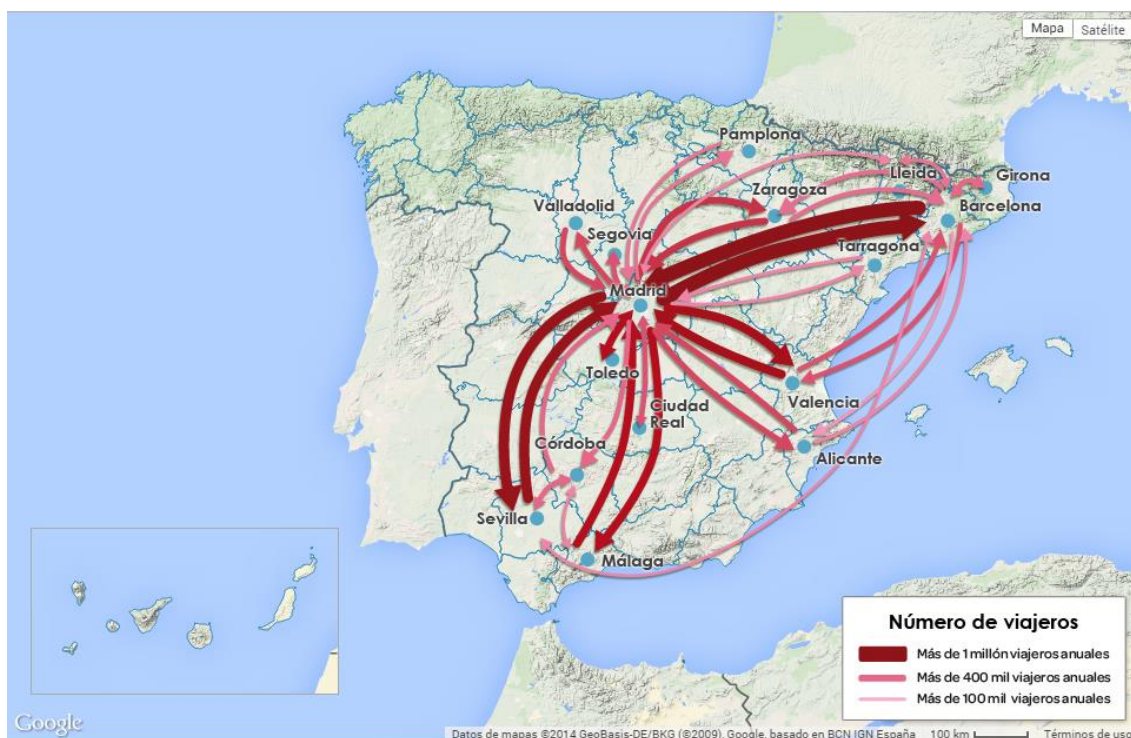 Mapa
Satélite
Pamplona
Lleida
Girona
Zaragoza
Barcelona
Valladolid
Segovia
Tarragona
Madrid
Toledo
Valencia
Ciudad
Real
Córdoba
Alicante
Sevilla
Málaga
Número de viajeros
Más de 1 millón viajeros anuales
Más de 400 mil viajeros anuales
Más de 100 mil viajeros anuales
Google
Datos de mapas ©2014 GeoBasis-DE/BKG (©2009), Google, basado en BCN IGN España
100 km
Términos de uso